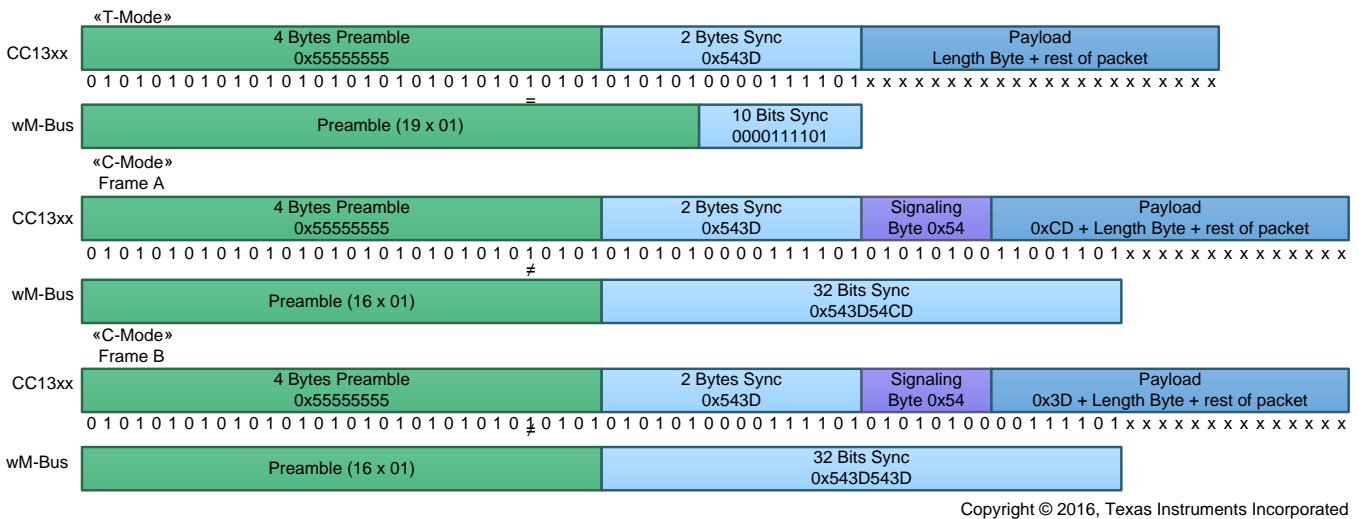 «T-Mode»
CC13xx
4 Bytes Preamble
0x55555555
2 Bytes Sync
0x543D
Payload
Length Byte + rest of packet
0 1 0 1 0 1 0 1 0 1 0 1 0 1 0 1 0 1 0 1 0 1 0 1 0 1 0 1 0 1 0 1 0 1 0 1 0 1 0 0 0 0 1 1 1 1 0 1 x x x x x x x x x x x x x x x x x x x x x x
=
wM-Bus
Preamble (19 x 01)
10 Bits Sync
0000111101
«C-Mode»
Frame A
CC13xx
4 Bytes Preamble
0x55555555
2 Bytes Sync
0x543D
Signaling
Byte 0x54
Payload
0xCD + Length Byte + rest of packet
0 1 0 1 0 1 0 1 0 1 0 1 0 1 0 1 0 1 0 1 0 1 0 1 0 1 0 1 0 1 0 1 0 1 0 1 0 1 0 0 0 0 1 1 1 1 0 1 0 1 0 1 0 1 0 0 1 1 0 0 1 1 0 1 x x x x x x x x x x x x x x
≠
wM-Bus
Preamble (16 x 01)
32 Bits Sync
0x543D54CD
«C-Mode»
Frame B
CC13xx
4 Bytes Preamble
0x55555555
2 Bytes Sync
0x543D
Signaling
Byte 0x54
Payload
0x3D + Length Byte + rest of packet
0 1 0 1 0 1 0 1 0 1 0 1 0 1 0 1 0 1 0 1 0 1 0 1 0 1 0 1 0 1 0 1 0 1 0 1 0 1 0 0 0 0 1 1 1 1 0 1 0 1 0 1 0 1 0 0 0 0 1 1 1 1 0 1 x x x x x x x x x x x x x x
≠
wM-Bus
Preamble (16 x 01)
32 Bits Sync
0x543D543D
Copyright © 2016, Texas Instruments Incorporated